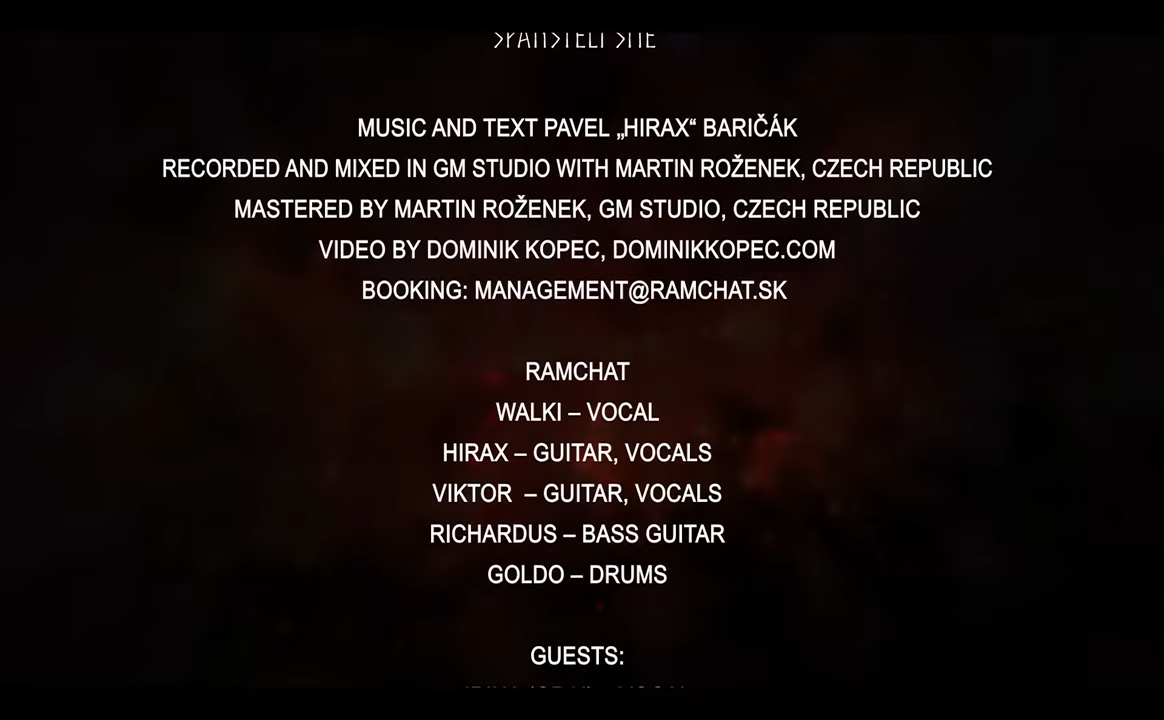 MUSIC AND TEXT PAVEL „HIRAX“ BARIČÁK
RECORDED AND MIXED IN GM STUDIO WITH MARTIN ROŽENEK, CZECH REPUBLIC
MASTERED BY MARTIN ROŽENEK, GM STUDIO, CZECH REPUBLIC
VIDEO BY DOMINIK KOPEC, DOMINIKKOPEC.COM
BOOKING: MANAGEMENT@RAMCHAT.SK
RAMCHAT
WALKI – VOCAL
HIRAX – GUITAR, VOCALS
VIKTOR – GUITAR, VOCALS
RICHARDUS – BASS GUITAR
GOLDO – DRUMS
GUESTS: